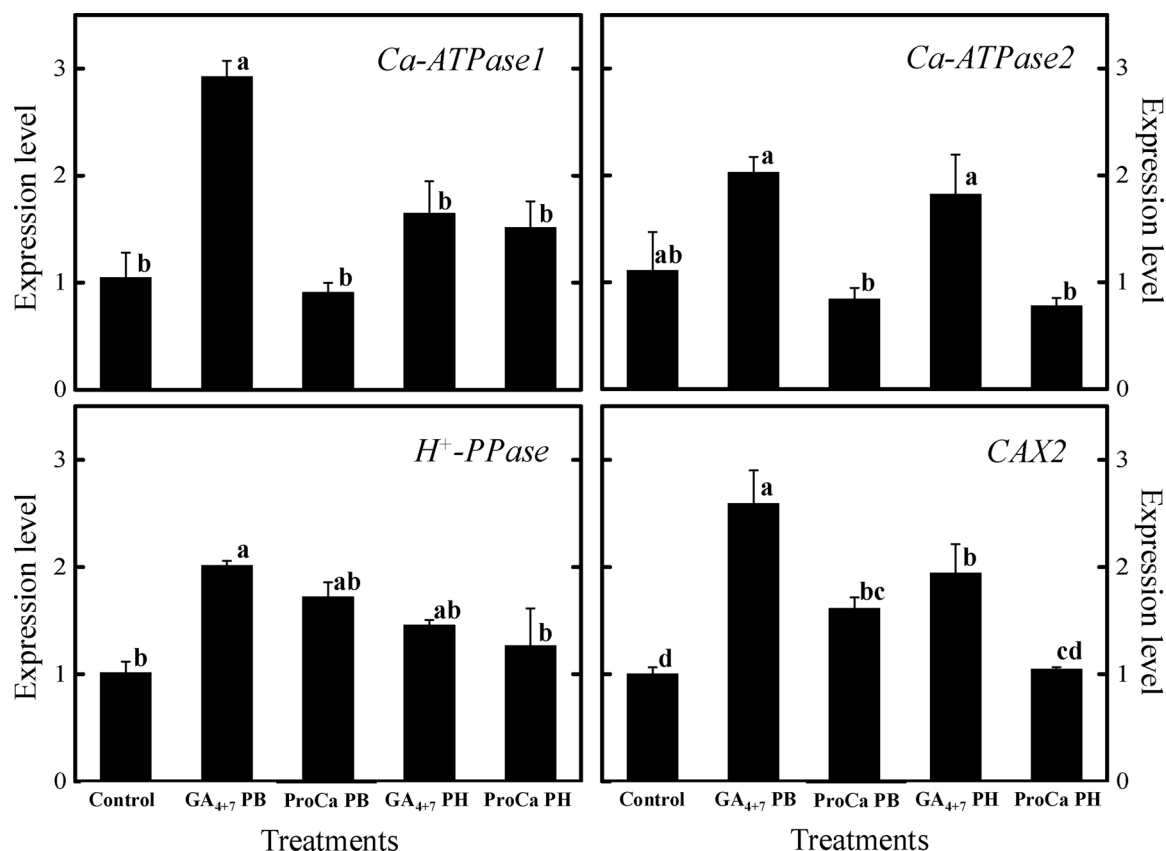 Ca-ATPase1
Expression level
3
2
1
0
a
b
b
b
b
Ca-ATPase2
3
2
1
0
Expression level
a
a
ab
b
b
H⁺-PPase
Expression level
3
2
1
0
a
ab
ab
b
b
CAX2
3
2
1
0
Expression level
a
b
bc
d
cd
Control GA₄₊₇ PB ProCa PB GA₄₊₇ PH ProCa PH
Control GA₄₊₇ PB ProCa PB GA₄₊₇ PH ProCa PH
Treatments
Treatments